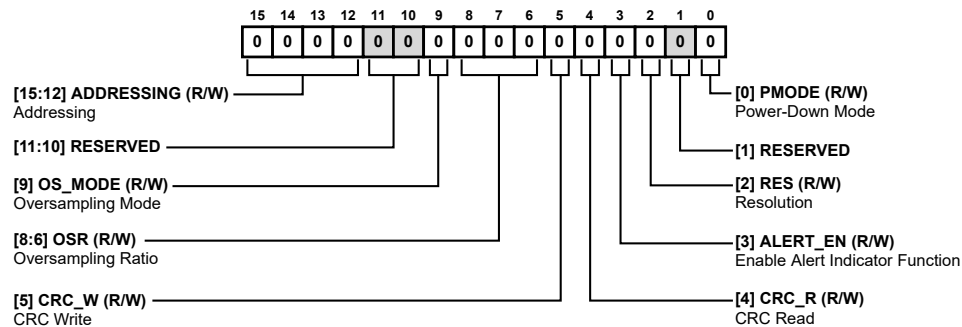 15 14 13 12 11 10 9 8 7 6 5 4 3 2 1 0
0 0 0 0 0 0 0 0 0 0 0 0 0 0 0 0
[15:12] ADDRESSING (R/W)
Addressing
[11:10] RESERVED
[9] OS_MODE (R/W)
Oversampling Mode
[8:6] OSR (R/W)
Oversampling Ratio
[5] CRC_W (R/W)
CRC Write
[0] PMODE (R/W)
Power-Down Mode
[1] RESERVED
[2] RES (R/W)
Resolution
[3] ALERT_EN (R/W)
Enable Alert Indicator Function
[4] CRC_R (R/W)
CRC Read